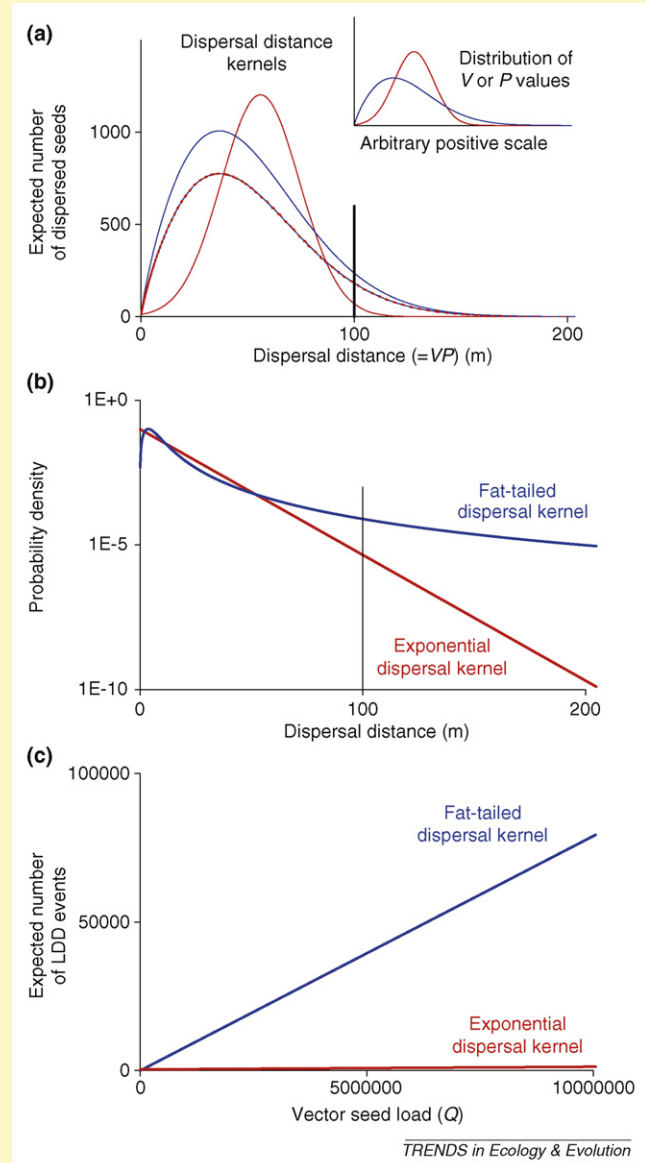 (a)
Dispersal distance
kernels
Distribution of
V or P values
Arbitrary positive scale
Expected number
of dispersed seeds
1000
500
0
0
100
200
Dispersal distance (=VP) (m)
(b)
1E+0
1E-5
1E-10
Probability density
Fat-tailed
dispersal kernel
Exponential
dispersal kernel
0
100
200
Dispersal distance (m)
(c)
100000
50000
0
Expected number
of LDD events
Fat-tailed
dispersal kernel
Exponential
dispersal kernel
0
5000000
10000000
Vector seed load (Q)
TRENDS in Ecology & Evolution